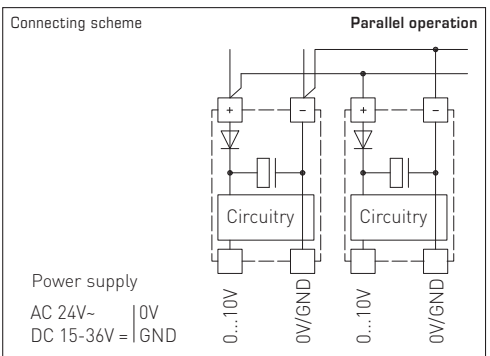 Connecting scheme
Parallel operation
+ − + −
Circuitry
Circuitry
Power supply
AC 24V~ | 0V
DC 15-36V = | GND
0...10V
0V/GND
0...10V
0V/GND